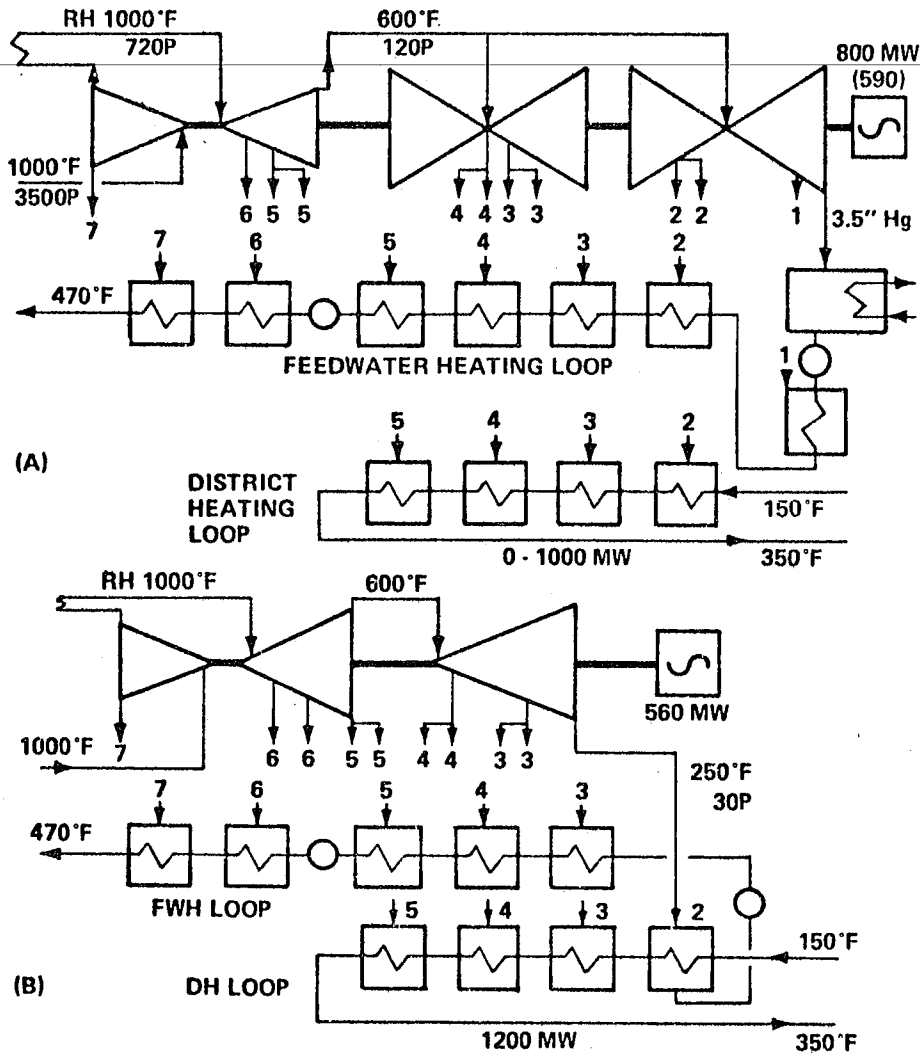 RH 1000°F
720P
600°F
120P
800 MW
(590)
1000°F
3500P
7
6 5 5
4 4 3 3
2 2
1
3.5" Hg
7 6 5 4 3 2
470°F
1
FEEDWATER HEATING LOOP
(A)
5 4 3 2
DISTRICT
HEATING
LOOP
150°F
0 - 1000 MW
350°F
RH 1000°F
600°F
560 MW
1000°F
7
6 6 5 5
4 4 3 3
250°F
30P
7 6 5 4 3
470°F
FWH LOOP
5 4 3 2
150°F
(B)
DH LOOP
1200 MW
350°F